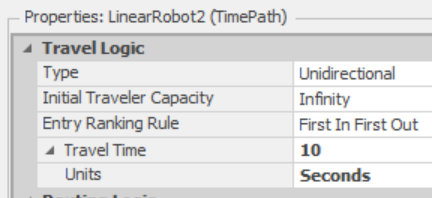 Properties: LinearRobot2 (TimePath)
Travel Logic
Type Unidirectional
Initial Traveler Capacity Infinity
Entry Ranking Rule First In First Out
Travel Time 10
Units Seconds